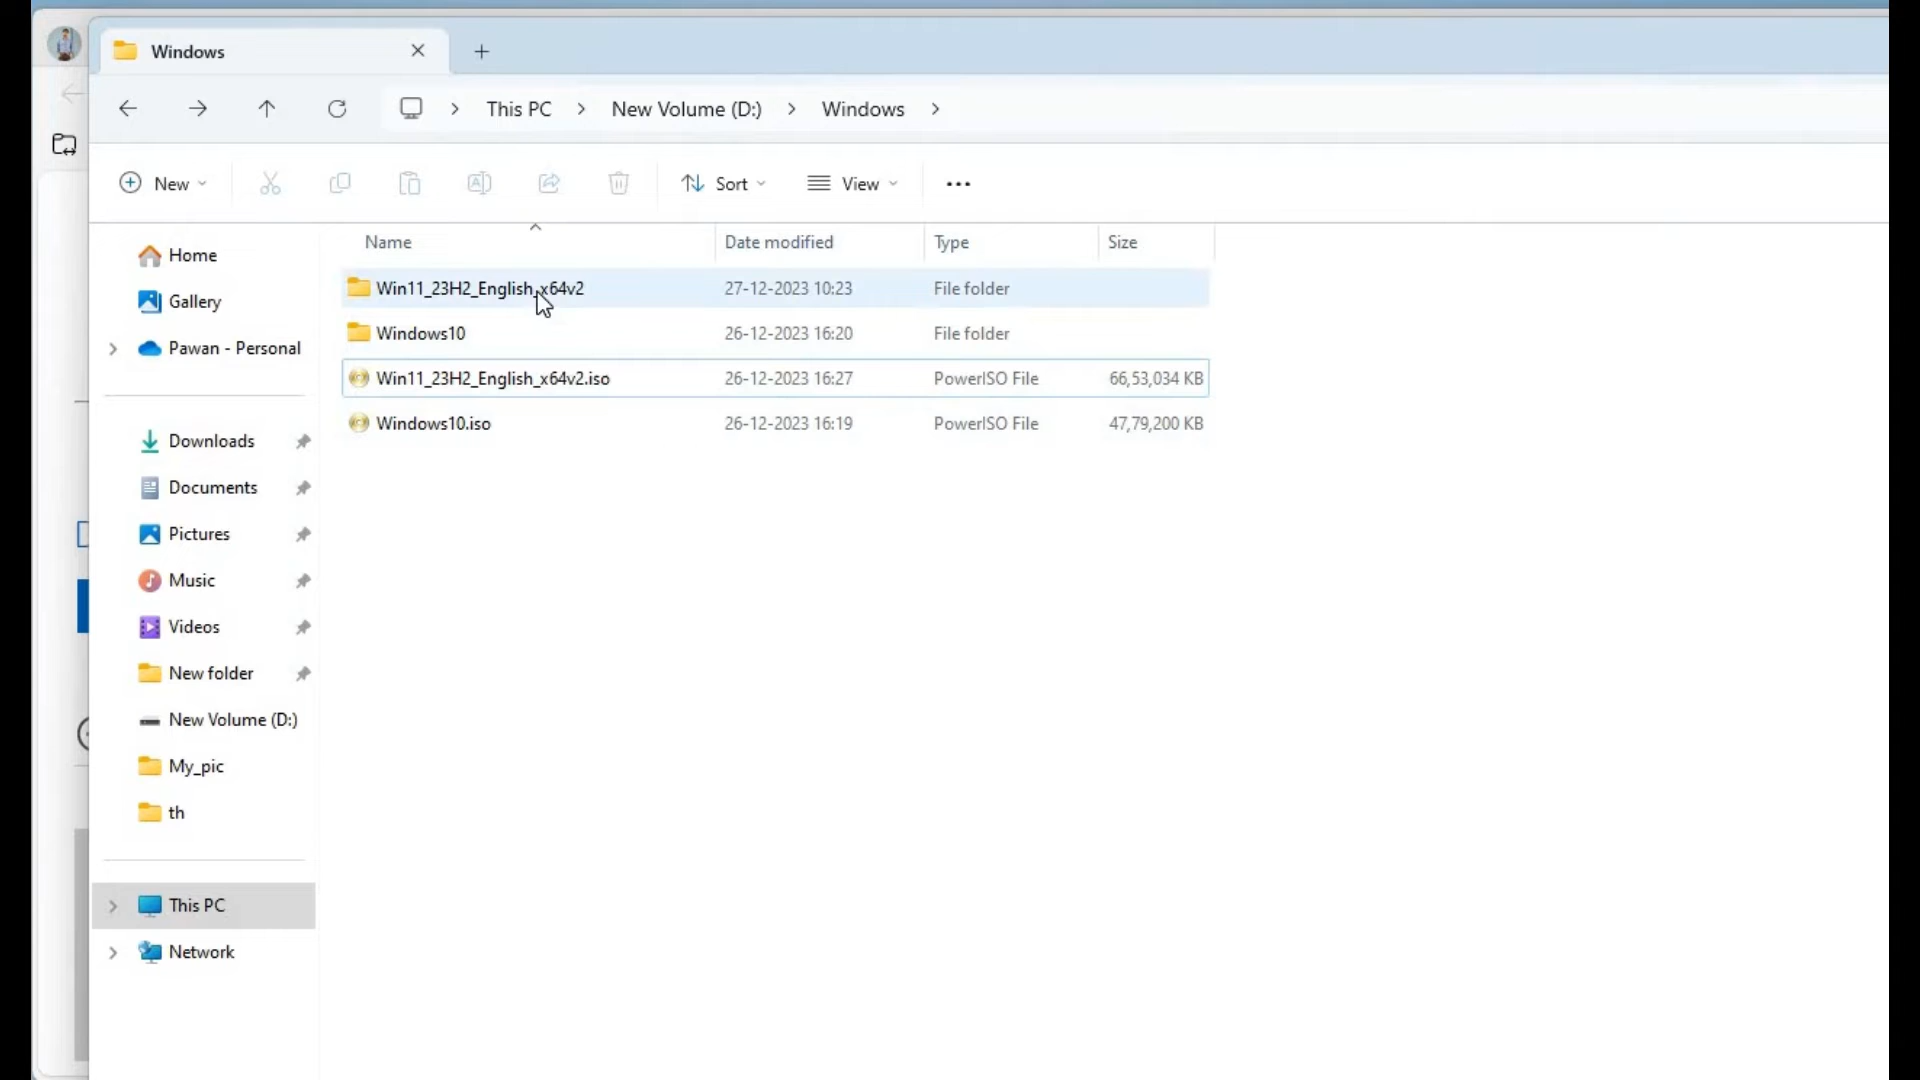 Windows
This PC > New Volume (D:) > Windows >
New Sort View
Name Date modified Type Size
Win11_23H2_English_x64v2 27-12-2023 10:23 File folder
Windows10 26-12-2023 16:20 File folder
Win11_23H2_English_x64v2.iso 26-12-2023 16:27 PowerISO File 66,53,034 KB
Windows10.iso 26-12-2023 16:19 PowerISO File 47,79,200 KB
Home
Gallery
Pawan - Personal
Downloads
Documents
Pictures
Music
Videos
New folder
New Volume (D:)
My_pic
th
This PC
Network